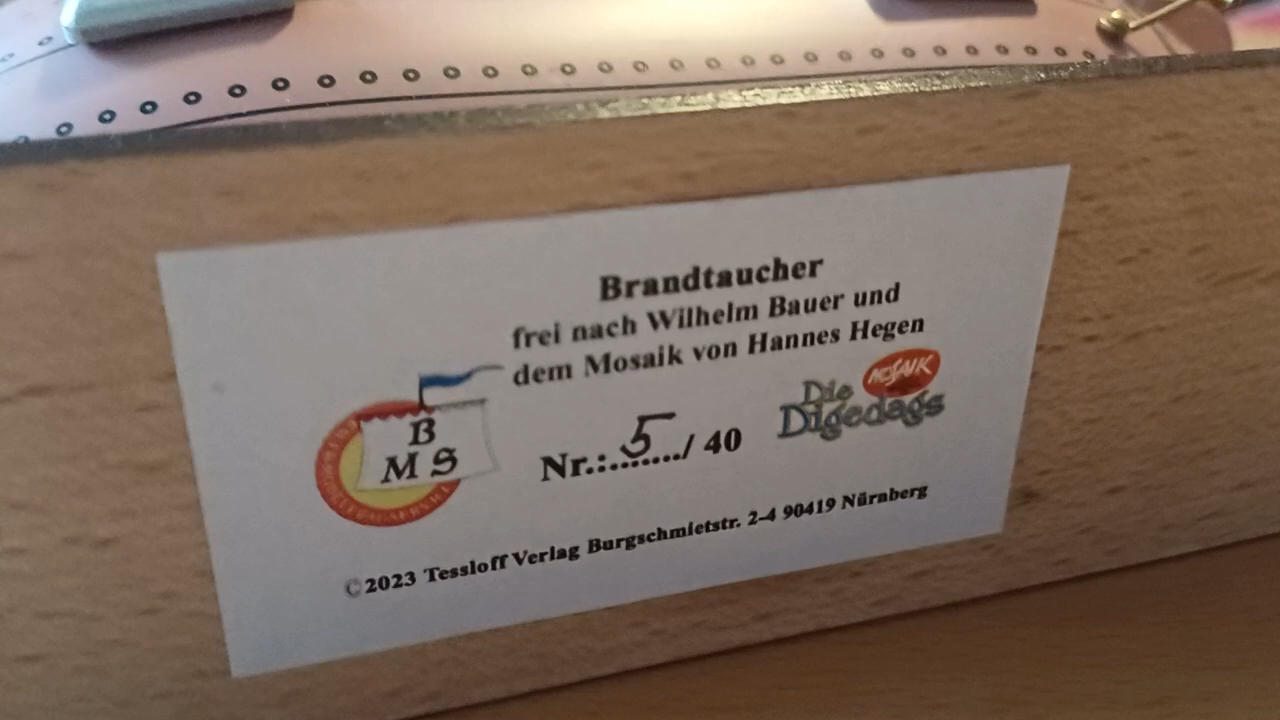 Brandtaucher
frei nach Wilhelm Bauer und
dem Mosaik von Hannes Hegen
B
M S
Nr.:.5....../ 40
MOSAIK
Die
Digedags
©2023 Tessloff Verlag Burgschmietstr. 2-4 90419 Nürnberg